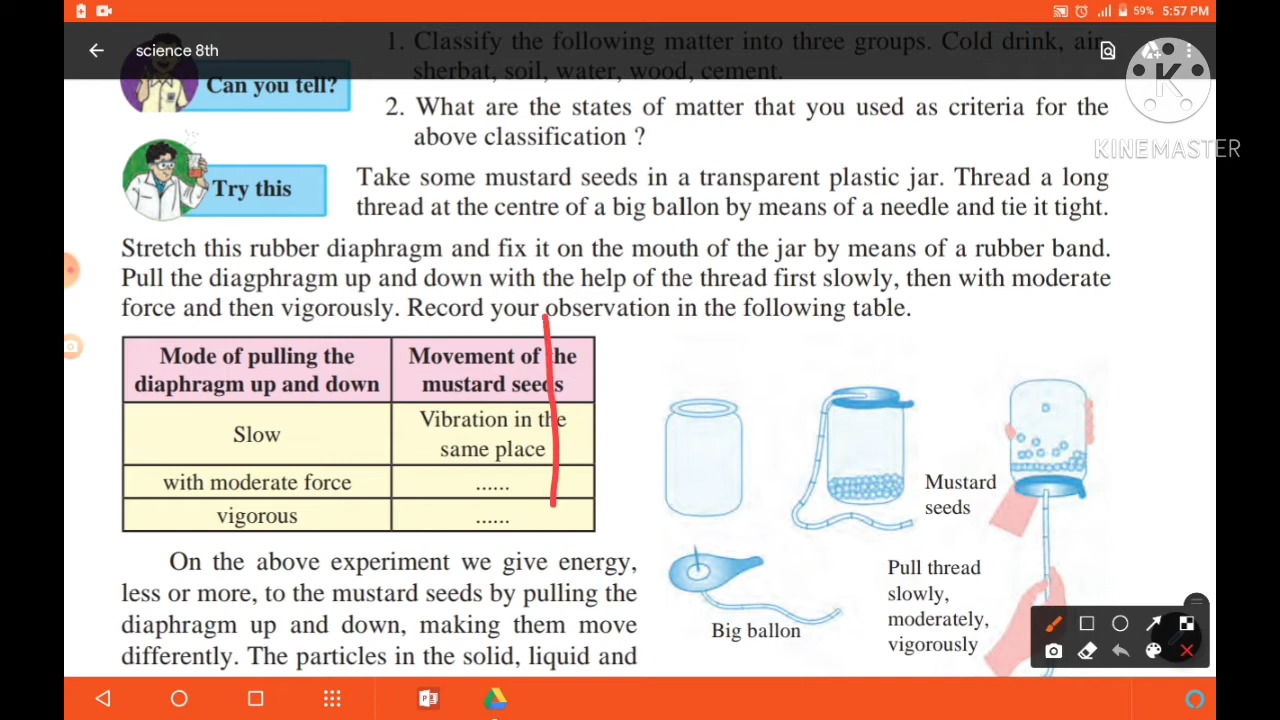 59% 5:57 PM
science 8th
KINEMASTER
1. Classify the following matter into three groups. Cold drink, air,
sherbat, soil, water, wood, cement.
Can you tell?
2. What are the states of matter that you used as criteria for the
above classification ?
Try this
Take some mustard seeds in a transparent plastic jar. Thread a long
thread at the centre of a big ballon by means of a needle and tie it tight.
Stretch this rubber diaphragm and fix it on the mouth of the jar by means of a rubber band.
Pull the diagphragm up and down with the help of the thread first slowly, then with moderate
force and then vigorously. Record your observation in the following table.
Mode of pulling the
diaphragm up and down
Movement of the
mustard seeds
Slow
Vibration in the
same place
with moderate force
......
vigorous
......
Mustard
seeds
Big ballon
Pull thread
slowly,
moderately,
vigorously
On the above experiment we give energy,
less or more, to the mustard seeds by pulling the
diaphragm up and down, making them move
differently. The particles in the solid, liquid and